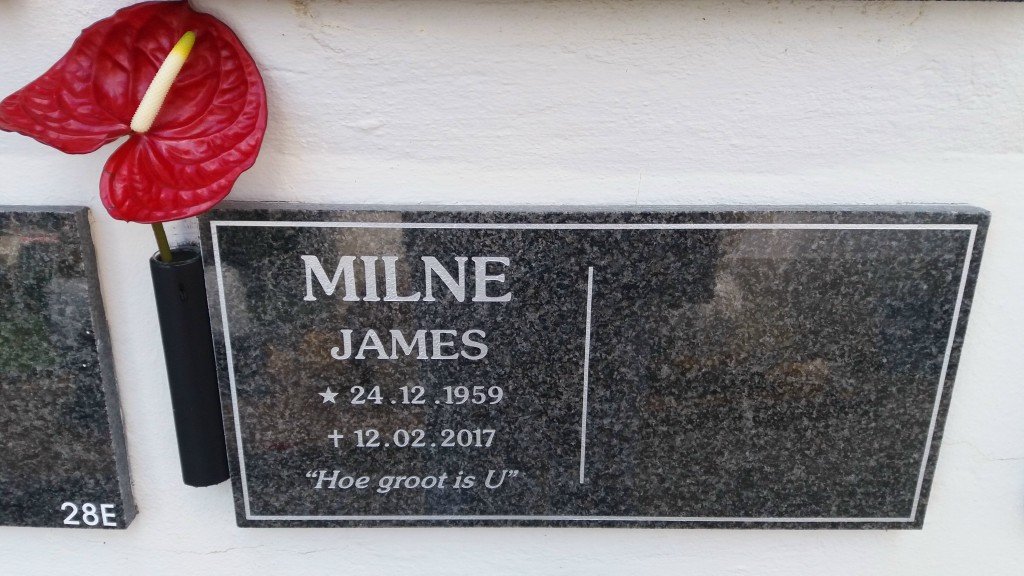 MILNE
JAMES
★ 24.12.1959
✝ 12.02.2017
“Hoe groot is U”
28E